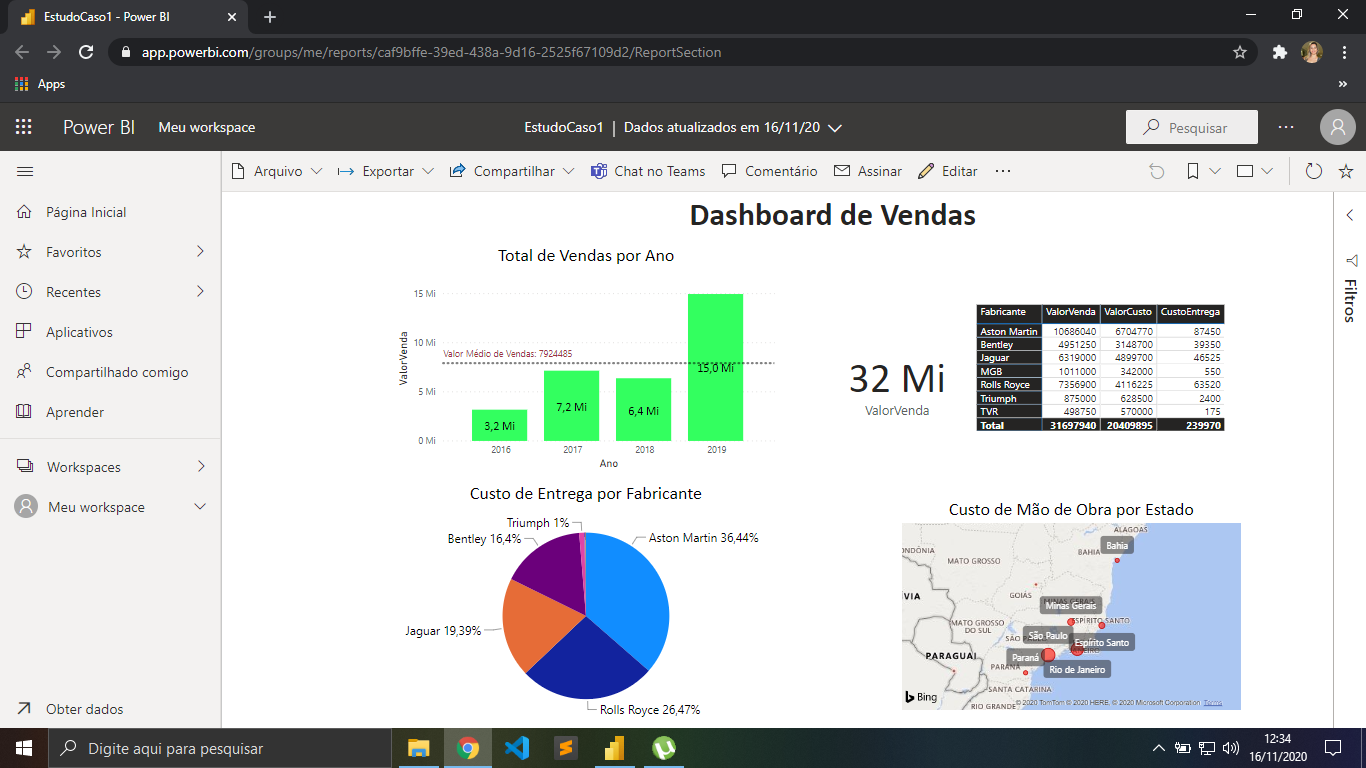 EstudoCaso1 - Power BI
app.powerbi.com/groups/me/reports/caf9bffe-39ed-438a-9d16-2525f67109d2/ReportSection
Apps
Power BI Meu workspace EstudoCaso1 | Dados atualizados em 16/11/20 Pesquisar
Arquivo Exportar Compartilhar Chat no Teams Comentário Assinar Editar
Página Inicial
Favoritos
Recentes
Aplicativos
Compartilhado comigo
Aprender
Workspaces
Meu workspace
Obter dados
Filtros
Dashboard de Vendas
Total de Vendas por Ano
ValorVenda
15 Mi
10 Mi
5 Mi
0 Mi
Valor Médio de Vendas: 7924485
3,2 Mi
7,2 Mi
6,4 Mi
15,0 Mi
2016 2017 2018 2019
Ano
32 Mi
ValorVenda
Fabricante ValorVenda ValorCusto CustoEntrega
Aston Martin 10686040 6704770 87450
Bentley 4951250 3148700 39350
Jaguar 6319000 4899700 46525
MGB 1011000 342000 550
Rolls Royce 7356900 4116225 63520
Triumph 875000 628500 2400
TVR 498750 570000 175
Total 31697940 20409895 239970
Custo de Entrega por Fabricante
Triumph 1%
Bentley 16,4%
Aston Martin 36,44%
Jaguar 19,39%
Rolls Royce 26,47%
Custo de Mão de Obra por Estado
ALAGOAS
Bahia
BAHIA
MATO GROSSO
GOIÁS
Minas Gerais
MATO GROSSO
DO SUL
ESPÍRITO SANTO
São Paulo
Espírito Santo
PARAGUAI
Paraná
PARANÁ
Rio de Janeiro
SANTA CATARINA
RIO GRANDE
Bing
© 2020 TomTom © 2020 HERE, © 2020 Microsoft Corporation Terms
Digite aqui para pesquisar
12:34
16/11/2020